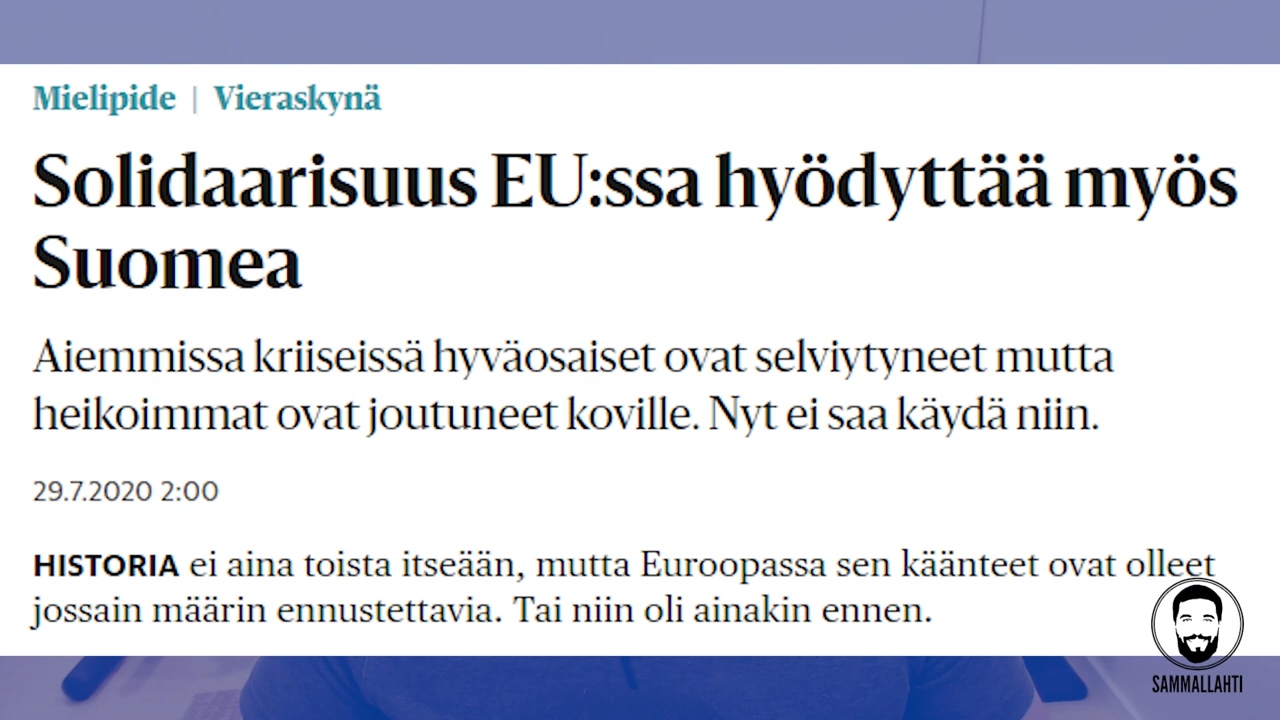 Mielipide | Vieraskynä
Solidaarisuus EU:ssa hyödyttää myös
Suomea
Aiemmissa kriiseissä hyväosaiset ovat selviytyneet mutta
heikoimmat ovat joutuneet koville. Nyt ei saa käydä niin.
29.7.2020 2:00
HISTORIA ei aina toista itseään, mutta Euroopassa sen käänteet ovat olleet
jossain määrin ennustettavia. Tai niin oli ainakin ennen.
SAMMALLAHTI